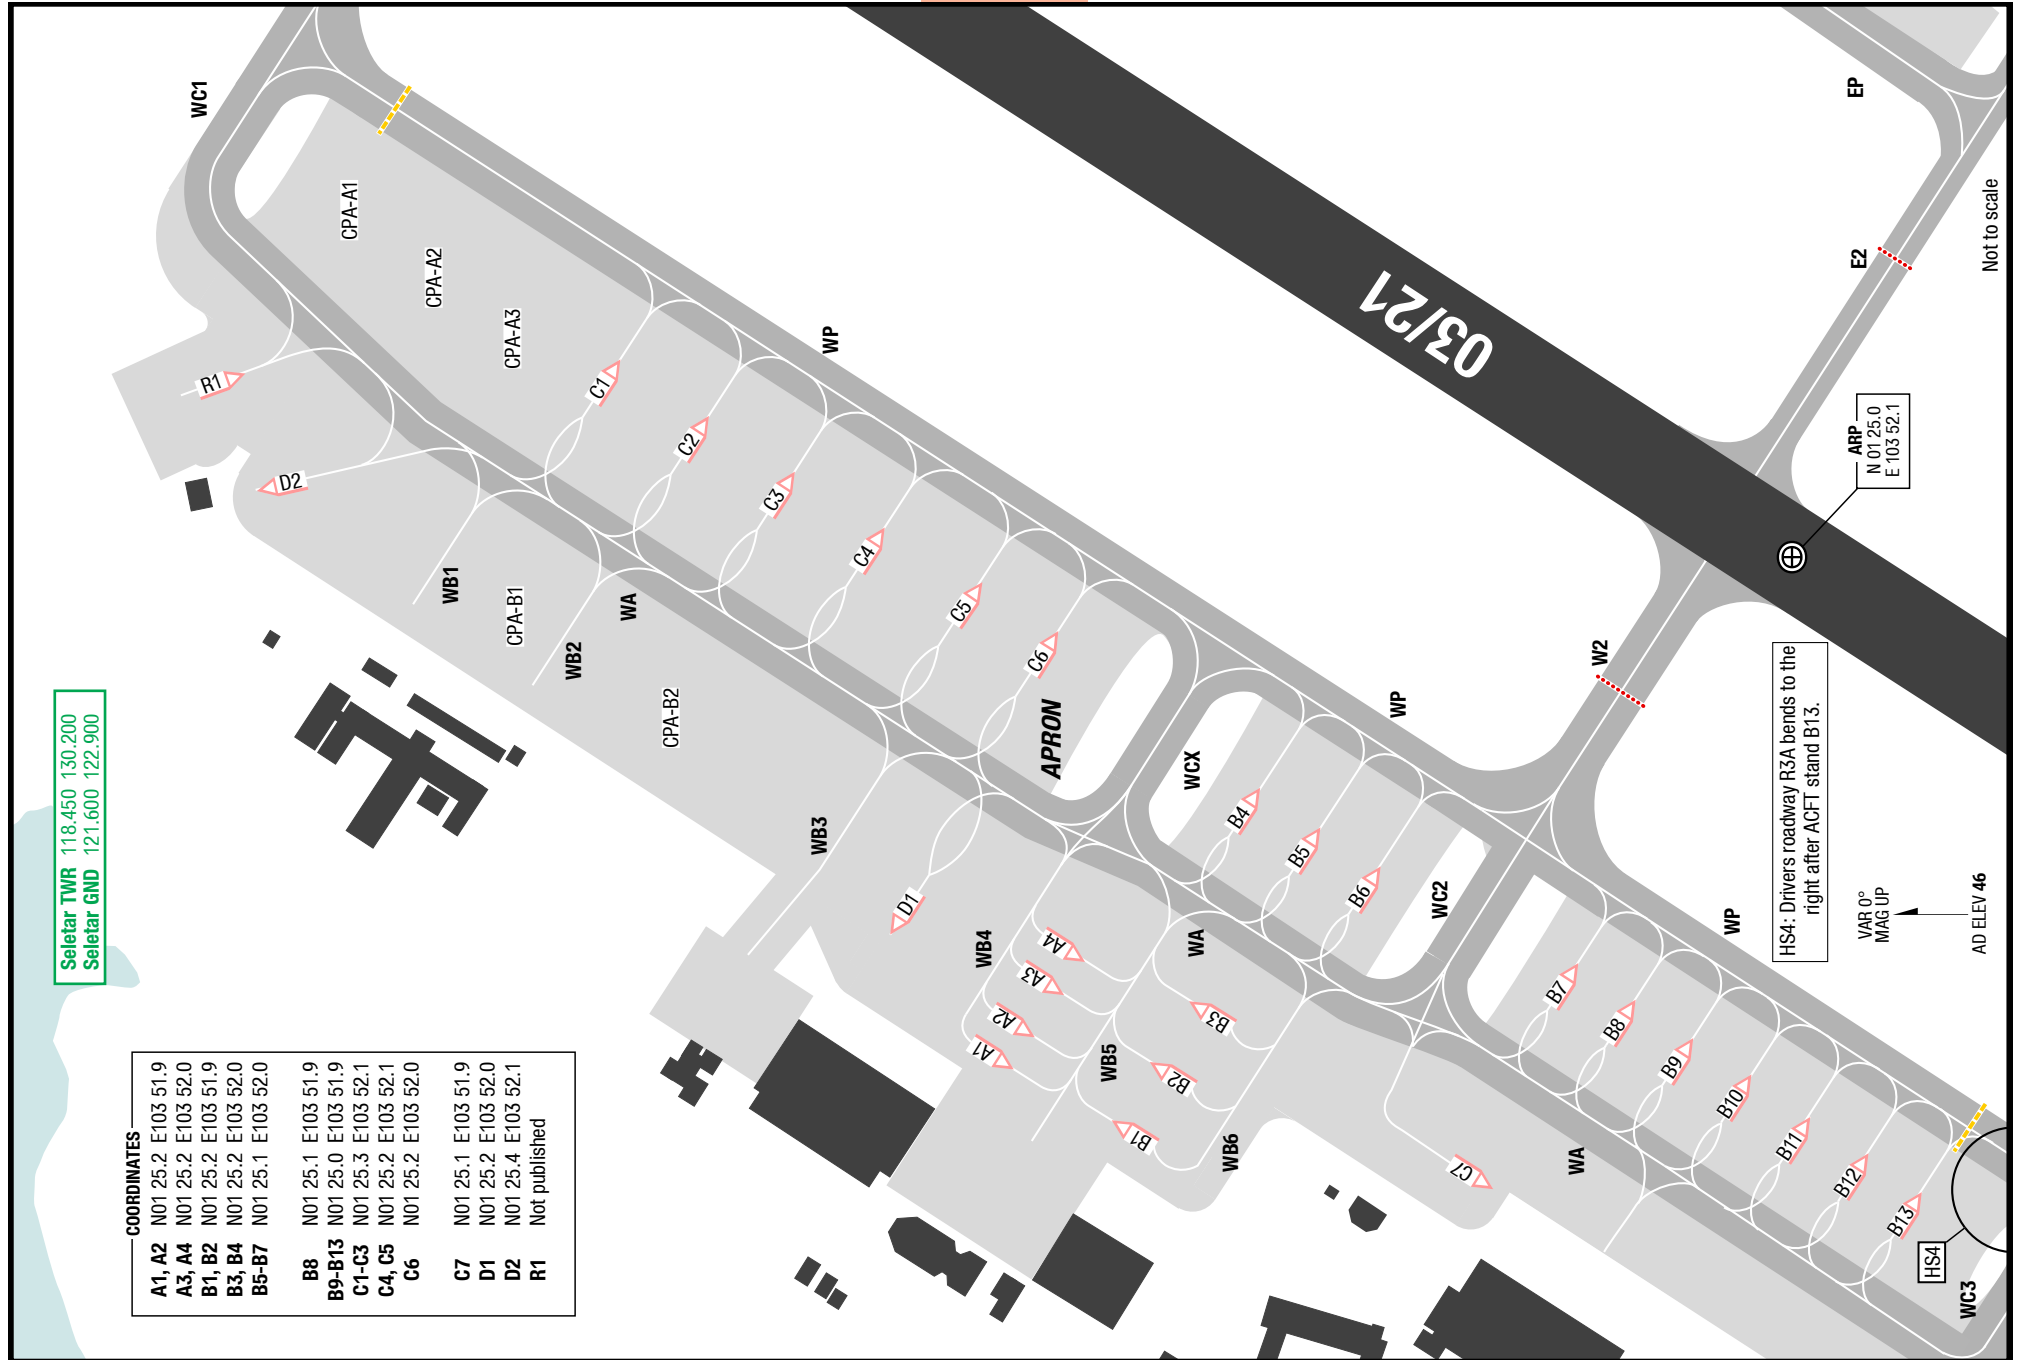 Seletar TWR 118.450 130.200
Seletar GND 121.600 122.900
COORDINATES
A1, A2 N01 25.2 E103 51.9
A3, A4 N01 25.2 E103 52.0
B1, B2 N01 25.2 E103 51.9
B3, B4 N01 25.2 E103 52.0
B5-B7 N01 25.1 E103 52.0
B8 N01 25.1 E103 51.9
B9-B13 N01 25.0 E103 51.9
C1-C3 N01 25.3 E103 52.1
C4, C5 N01 25.2 E103 52.1
C6 N01 25.2 E103 52.0
C7 N01 25.1 E103 51.9
D1 N01 25.2 E103 52.0
D2 N01 25.4 E103 52.1
R1 Not published
WC1
CPA-A1
CPA-A2
CPA-A3
R1
D2
C1
C2
C3
C4
C5
C6
WP
WB1
CPA-B1
WB2
WA
CPA-B2
WB3
APRON
D1
WB4
A4
A3
A2
A1
WCX
B4
B5
B6
WP
WC2
WA
B3
B2
B1
WB5
WB6
C7
W2
03/21
EP
E2
Not to scale
ARP
N 01 25.0
E 103 52.1
HS4: Drivers roadway R3A bends to the
right after ACFT stand B13.
VAR 0°
MAG UP
AD ELEV 46
WP
B7
B8
B9
B10
B11
B12
B13
WA
HS4
WC3